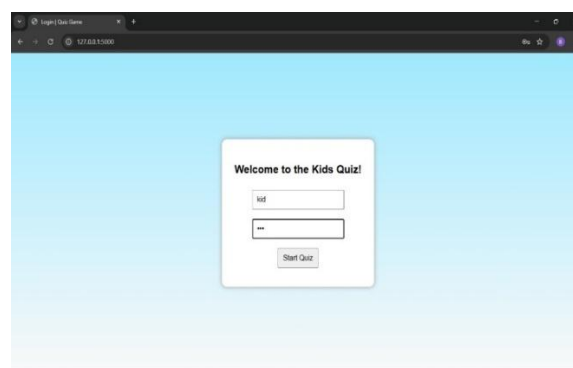 Login | Quiz Game
127.0.0.1:5000
Welcome to the Kids Quiz!
kid
•••
Start Quiz